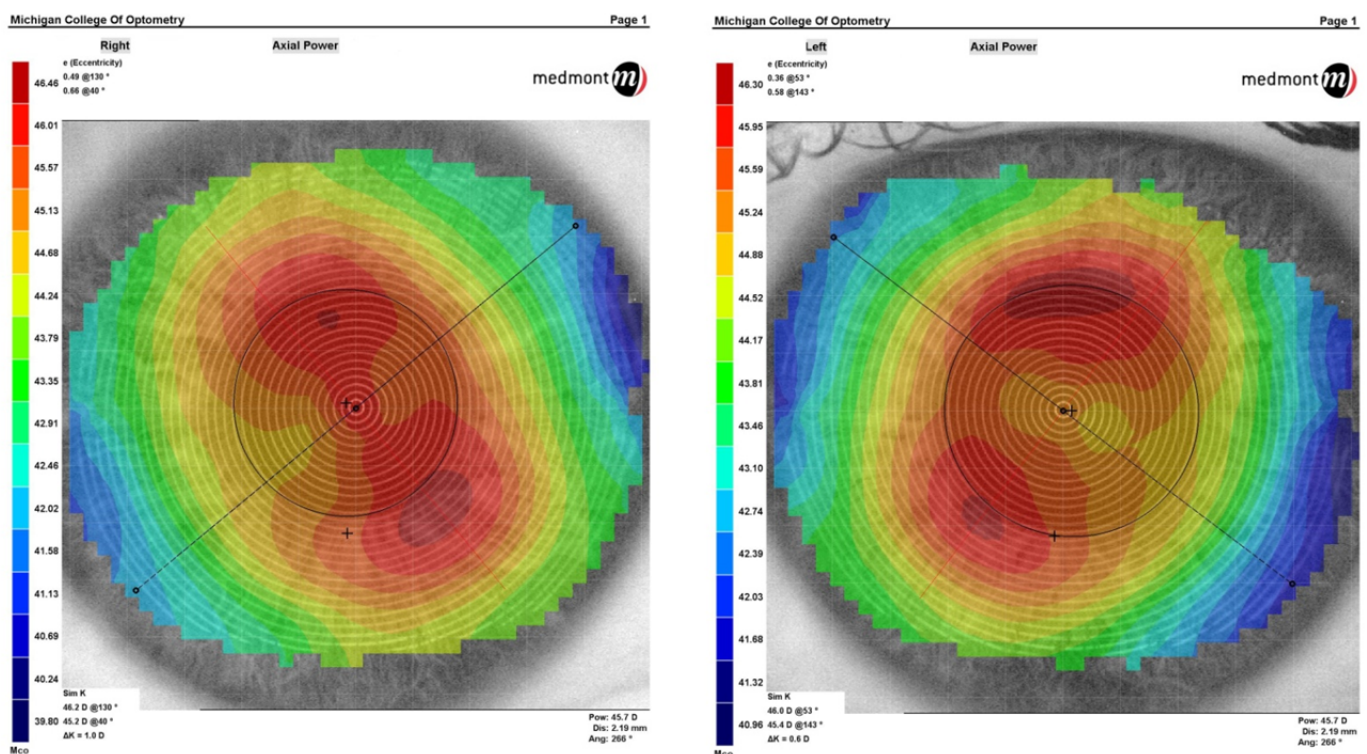 Michigan College Of Optometry Page 1
Right Axial Power
e (Eccentricity)
0.49 @130 °
0.66 @40 °
medmont m
46.46
46.01
45.57
45.13
44.68
44.24
43.79
43.35
42.91
42.46
42.02
41.58
41.13
40.69
40.24
39.80
Sim K
46.2 D @130 °
45.2 D @40 °
ΔK = 1.0 D
Pow: 45.7 D
Dis: 2.19 mm
Ang: 266 °
Mco
Michigan College Of Optometry Page 1
Left Axial Power
e (Eccentricity)
0.36 @53 °
0.58 @143 °
medmont m
46.30
45.95
45.59
45.24
44.88
44.52
44.17
43.81
43.46
43.10
42.74
42.39
42.03
41.68
41.32
40.96
Sim K
46.0 D @53 °
45.4 D @143 °
ΔK = 0.6 D
Pow: 45.7 D
Dis: 2.19 mm
Ang: 266 °
Mco